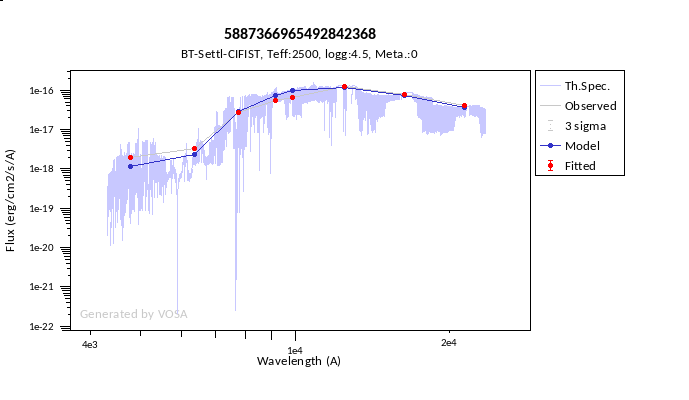 5887366965492842368
BT-Settl-CIFIST, Teff:2500, logg:4.5, Meta.:0
Flux (erg/cm2/s/A)
1e-16
1e-17
1e-18
1e-19
1e-20
1e-21
1e-22
Th.Spec.
Observed
3 sigma
Model
Fitted
Generated by VOSA
4e3
1e4
2e4
Wavelength (A)